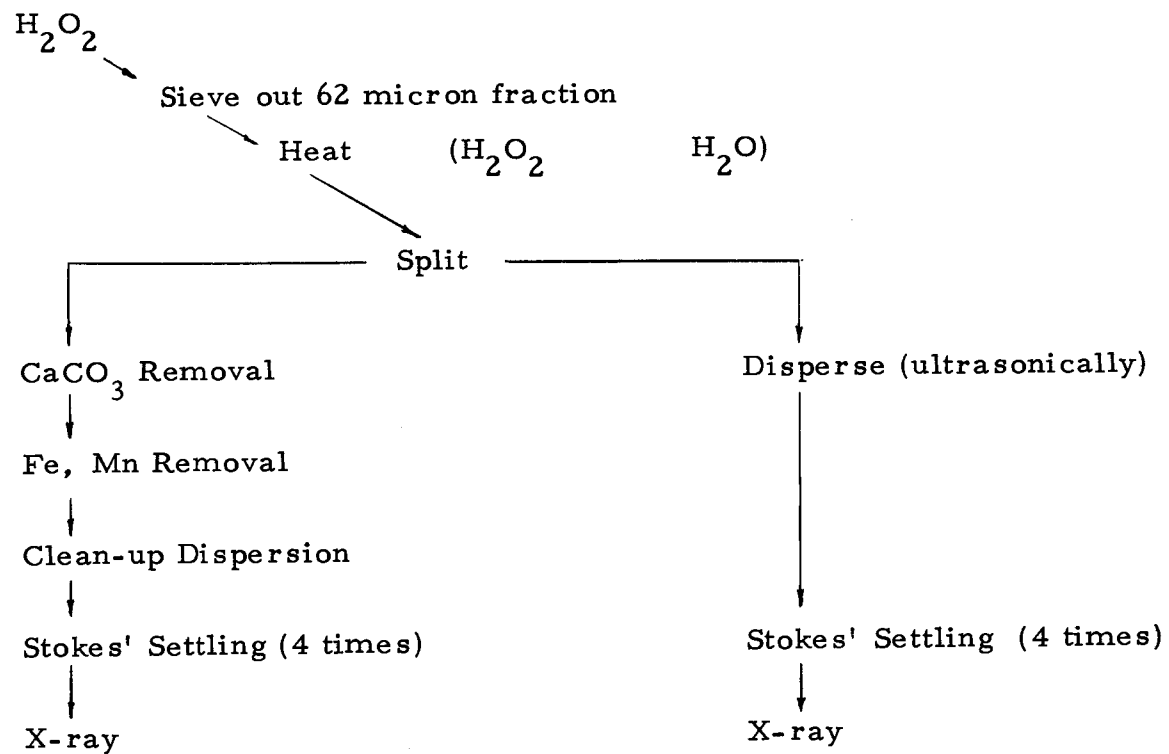 H₂O₂
Sieve out 62 micron fraction
Heat (H₂O₂ H₂O)
Split
CaCO₃ Removal
Disperse (ultrasonically)
Fe, Mn Removal
Clean-up Dispersion
Stokes' Settling (4 times)
Stokes' Settling (4 times)
X-ray
X-ray